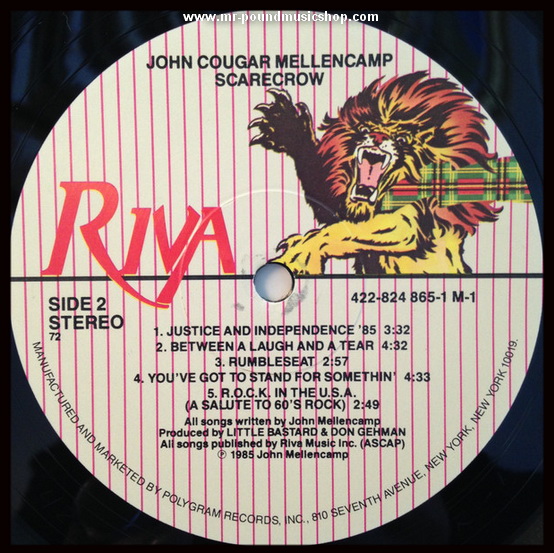 www.mr-poundmusicshop.com
JOHN COUGAR MELLENCAMP
SCARECROW
RIVA
SIDE 2
STEREO
72
422-824 865-1 M-1
1. JUSTICE AND INDEPENDENCE '85 3:32
2. BETWEEN A LAUGH AND A TEAR 4:32
3. RUMBLESEAT 2:57
4. YOU'VE GOT TO STAND FOR SOMETHIN' 4:33
5. R.O.C.K. IN THE U.S.A.
(A SALUTE TO 60'S ROCK) 2:49
All songs written by John Mellencamp
Produced by LITTLE BASTARD & DON GEHMAN
All songs published by Riva Music Inc. (ASCAP)
℗ 1985 John Mellencamp
MANUFACTURED AND MARKETED BY POLYGRAM RECORDS, INC., 810 SEVENTH AVENUE, NEW YORK, NEW YORK 10019.